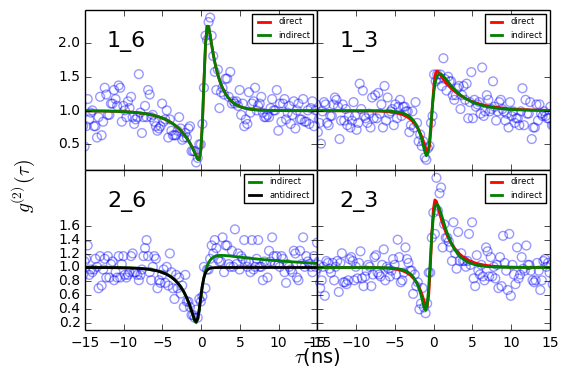 1_6
direct
indirect
1_3
direct
indirect
2.0
1.5
1.0
0.5
2_6
indirect
antidirect
2_3
direct
indirect
1.6
1.4
1.2
1.0
0.8
0.6
0.4
0.2
g^(2)(τ)
−15 −10 −5 0 5 10 15
−15 −10 −5 0 5 10 15
τ(ns)